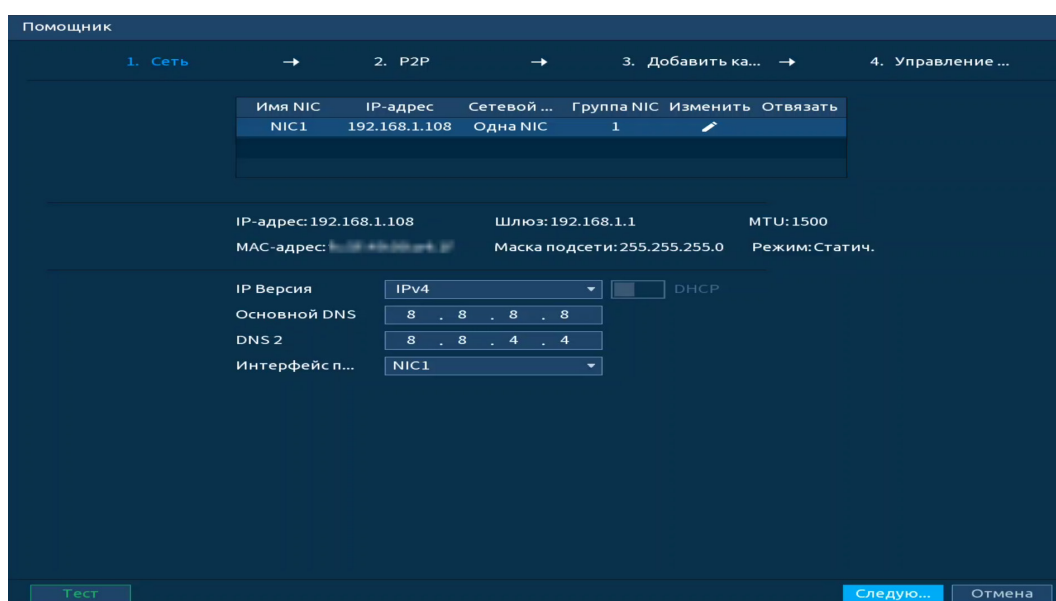 Помощник
1. Сеть → 2. P2P → 3. Добавить ка... → 4. Управление ...
Имя NIC IP-адрес Сетевой ... Группа NIC Изменить Отвязать
NIC1 192.168.1.108 Одна NIC 1
IP-адрес:192.168.1.108 Шлюз:192.168.1.1 MTU:1500
MAC-адрес: Маска подсети:255.255.255.0 Режим:Статич.
IP Версия IPv4 DHCP
Основной DNS 8 . 8 . 8 . 8
DNS 2 8 . 8 . 4 . 4
Интерфейс п... NIC1
Тест Следую... Отмена